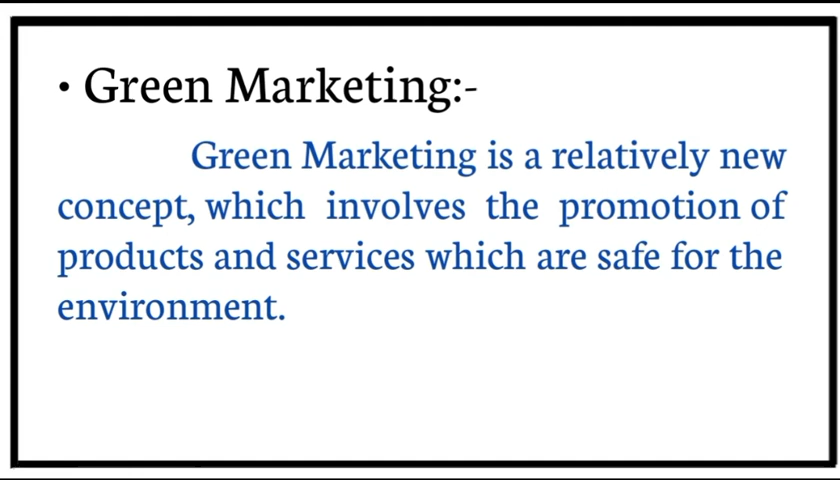 • Green Marketing:-
Green Marketing is a relatively new
concept, which involves the promotion of
products and services which are safe for the
environment.